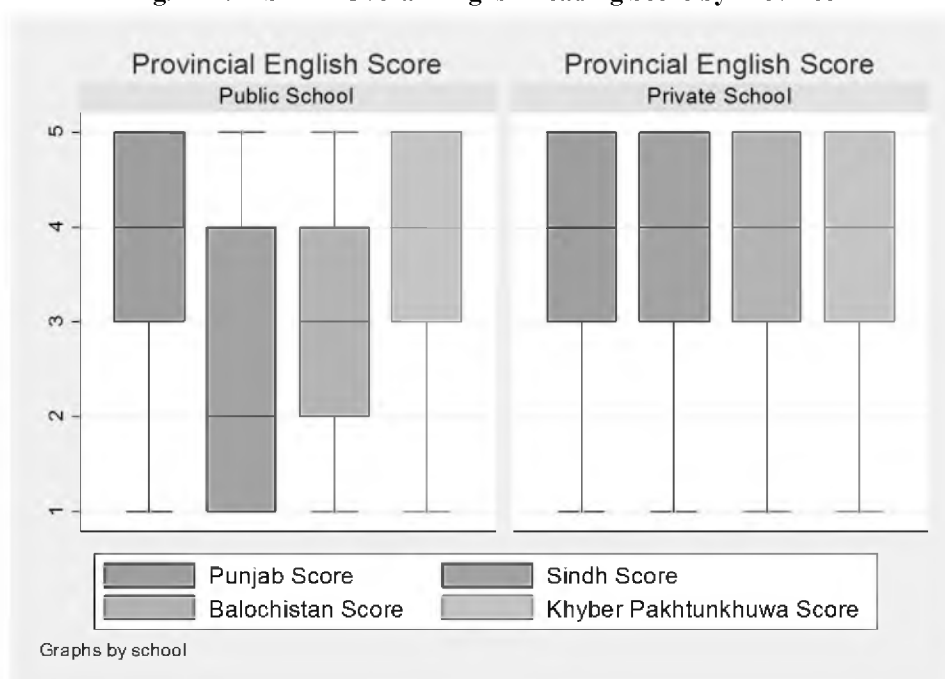 Provincial English Score Provincial English Score
Public School Private School
5
4
3
2
1
Punjab Score Sindh Score
Balochistan Score Khyber Pakhtunkhuwa Score
Graphs by school